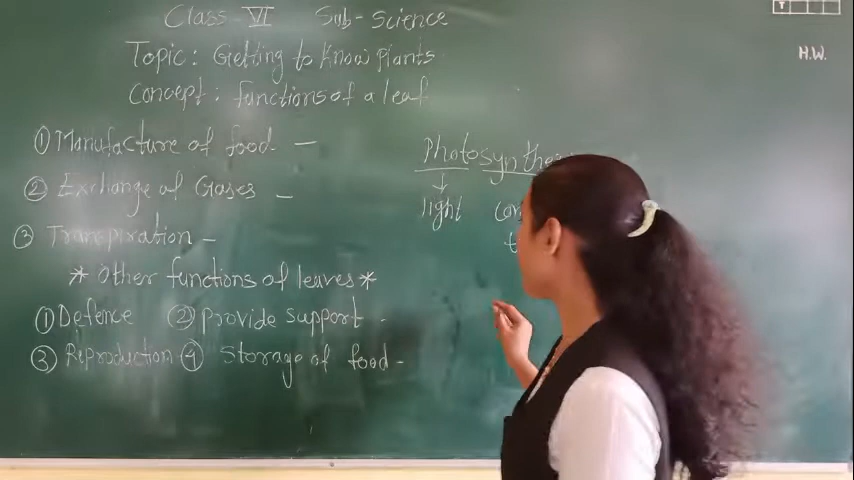 Class-VI Sub-Science
Topic: Getting to Know plants
Concept: functions of a leaf
① Manufacture of food —
② Exchange of Gases —
③ Transpiration —
* Other functions of leaves *
① Defence ② Provide support -
③ Reproduction ④ Storage of food -
light
H.W.